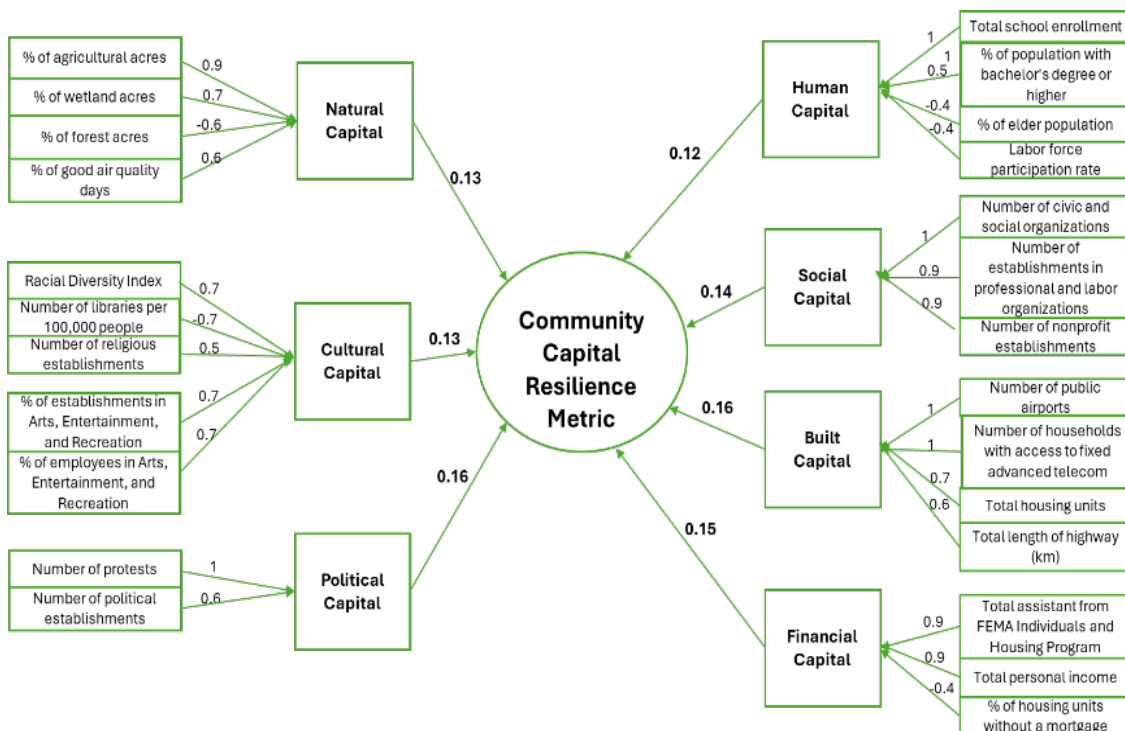 % of agricultural acres
% of wetland acres
% of forest acres
% of good air quality
days
0.9
0.7
-0.6
0.6
Natural
Capital
0.13
Racial Diversity Index
Number of libraries per
100,000 people
Number of religious
establishments
% of establishments in
Arts, Entertainment,
and Recreation
% of employees in Arts,
Entertainment, and
Recreation
0.7
-0.7
0.5
0.7
0.7
Cultural
Capital
0.13
Number of protests
Number of political
establishments
1
0.6
Political
Capital
0.16
Community
Capital
Resilience
Metric
Total school enrollment
% of population with
bachelor's degree or
higher
% of elder population
Labor force
participation rate
1
1
0.5
-0.4
-0.4
Human
Capital
0.12
Number of civic and
social organizations
Number of
establishments in
professional and labor
organizations
Number of nonprofit
establishments
1
0.9
0.9
Social
Capital
0.14
Number of public
airports
Number of households
with access to fixed
advanced telecom
Total housing units
Total length of highway
(km)
1
1
0.7
0.6
Built
Capital
0.16
Total assistant from
FEMA Individuals and
Housing Program
Total personal income
% of housing units
without a mortgage
0.9
0.9
-0.4
Financial
Capital
0.15